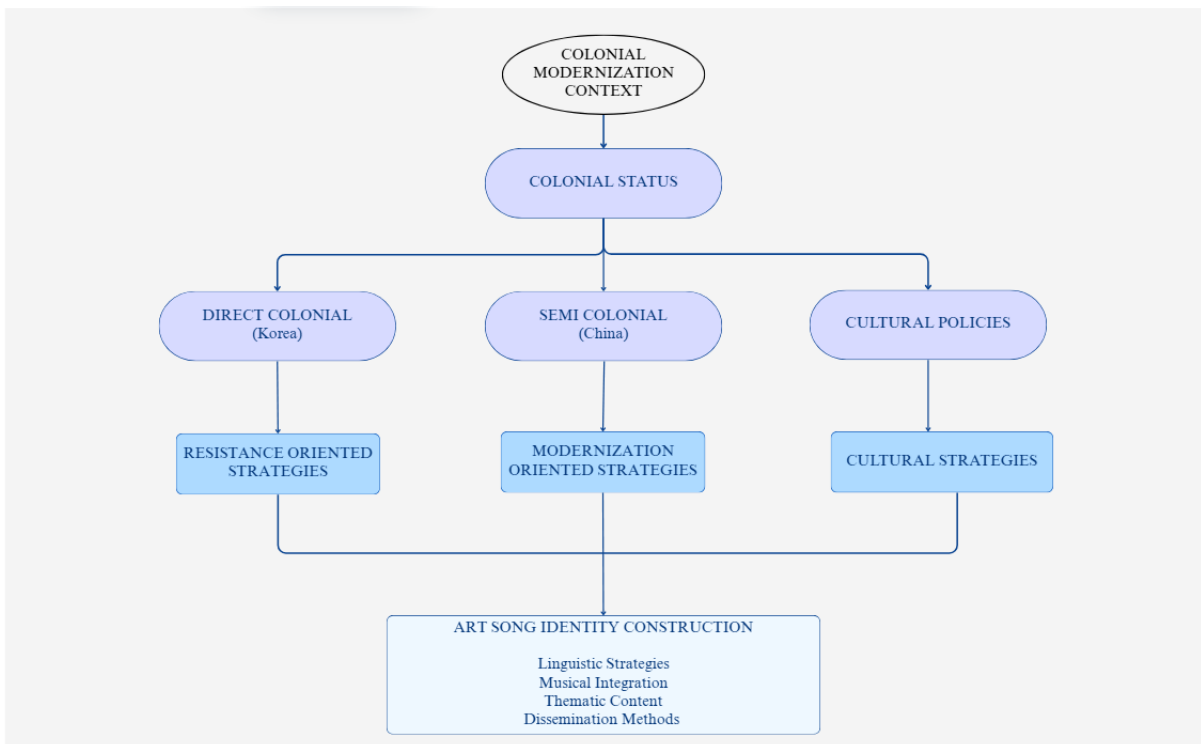 COLONIAL
MODERNIZATION
CONTEXT
COLONIAL STATUS
DIRECT COLONIAL
(Korea)
SEMI COLONIAL
(China)
CULTURAL POLICIES
RESISTANCE ORIENTED
STRATEGIES
MODERNIZATION
ORIENTED STRATEGIES
CULTURAL STRATEGIES
ART SONG IDENTITY CONSTRUCTION
Linguistic Strategies
Musical Integration
Thematic Content
Dissemination Methods